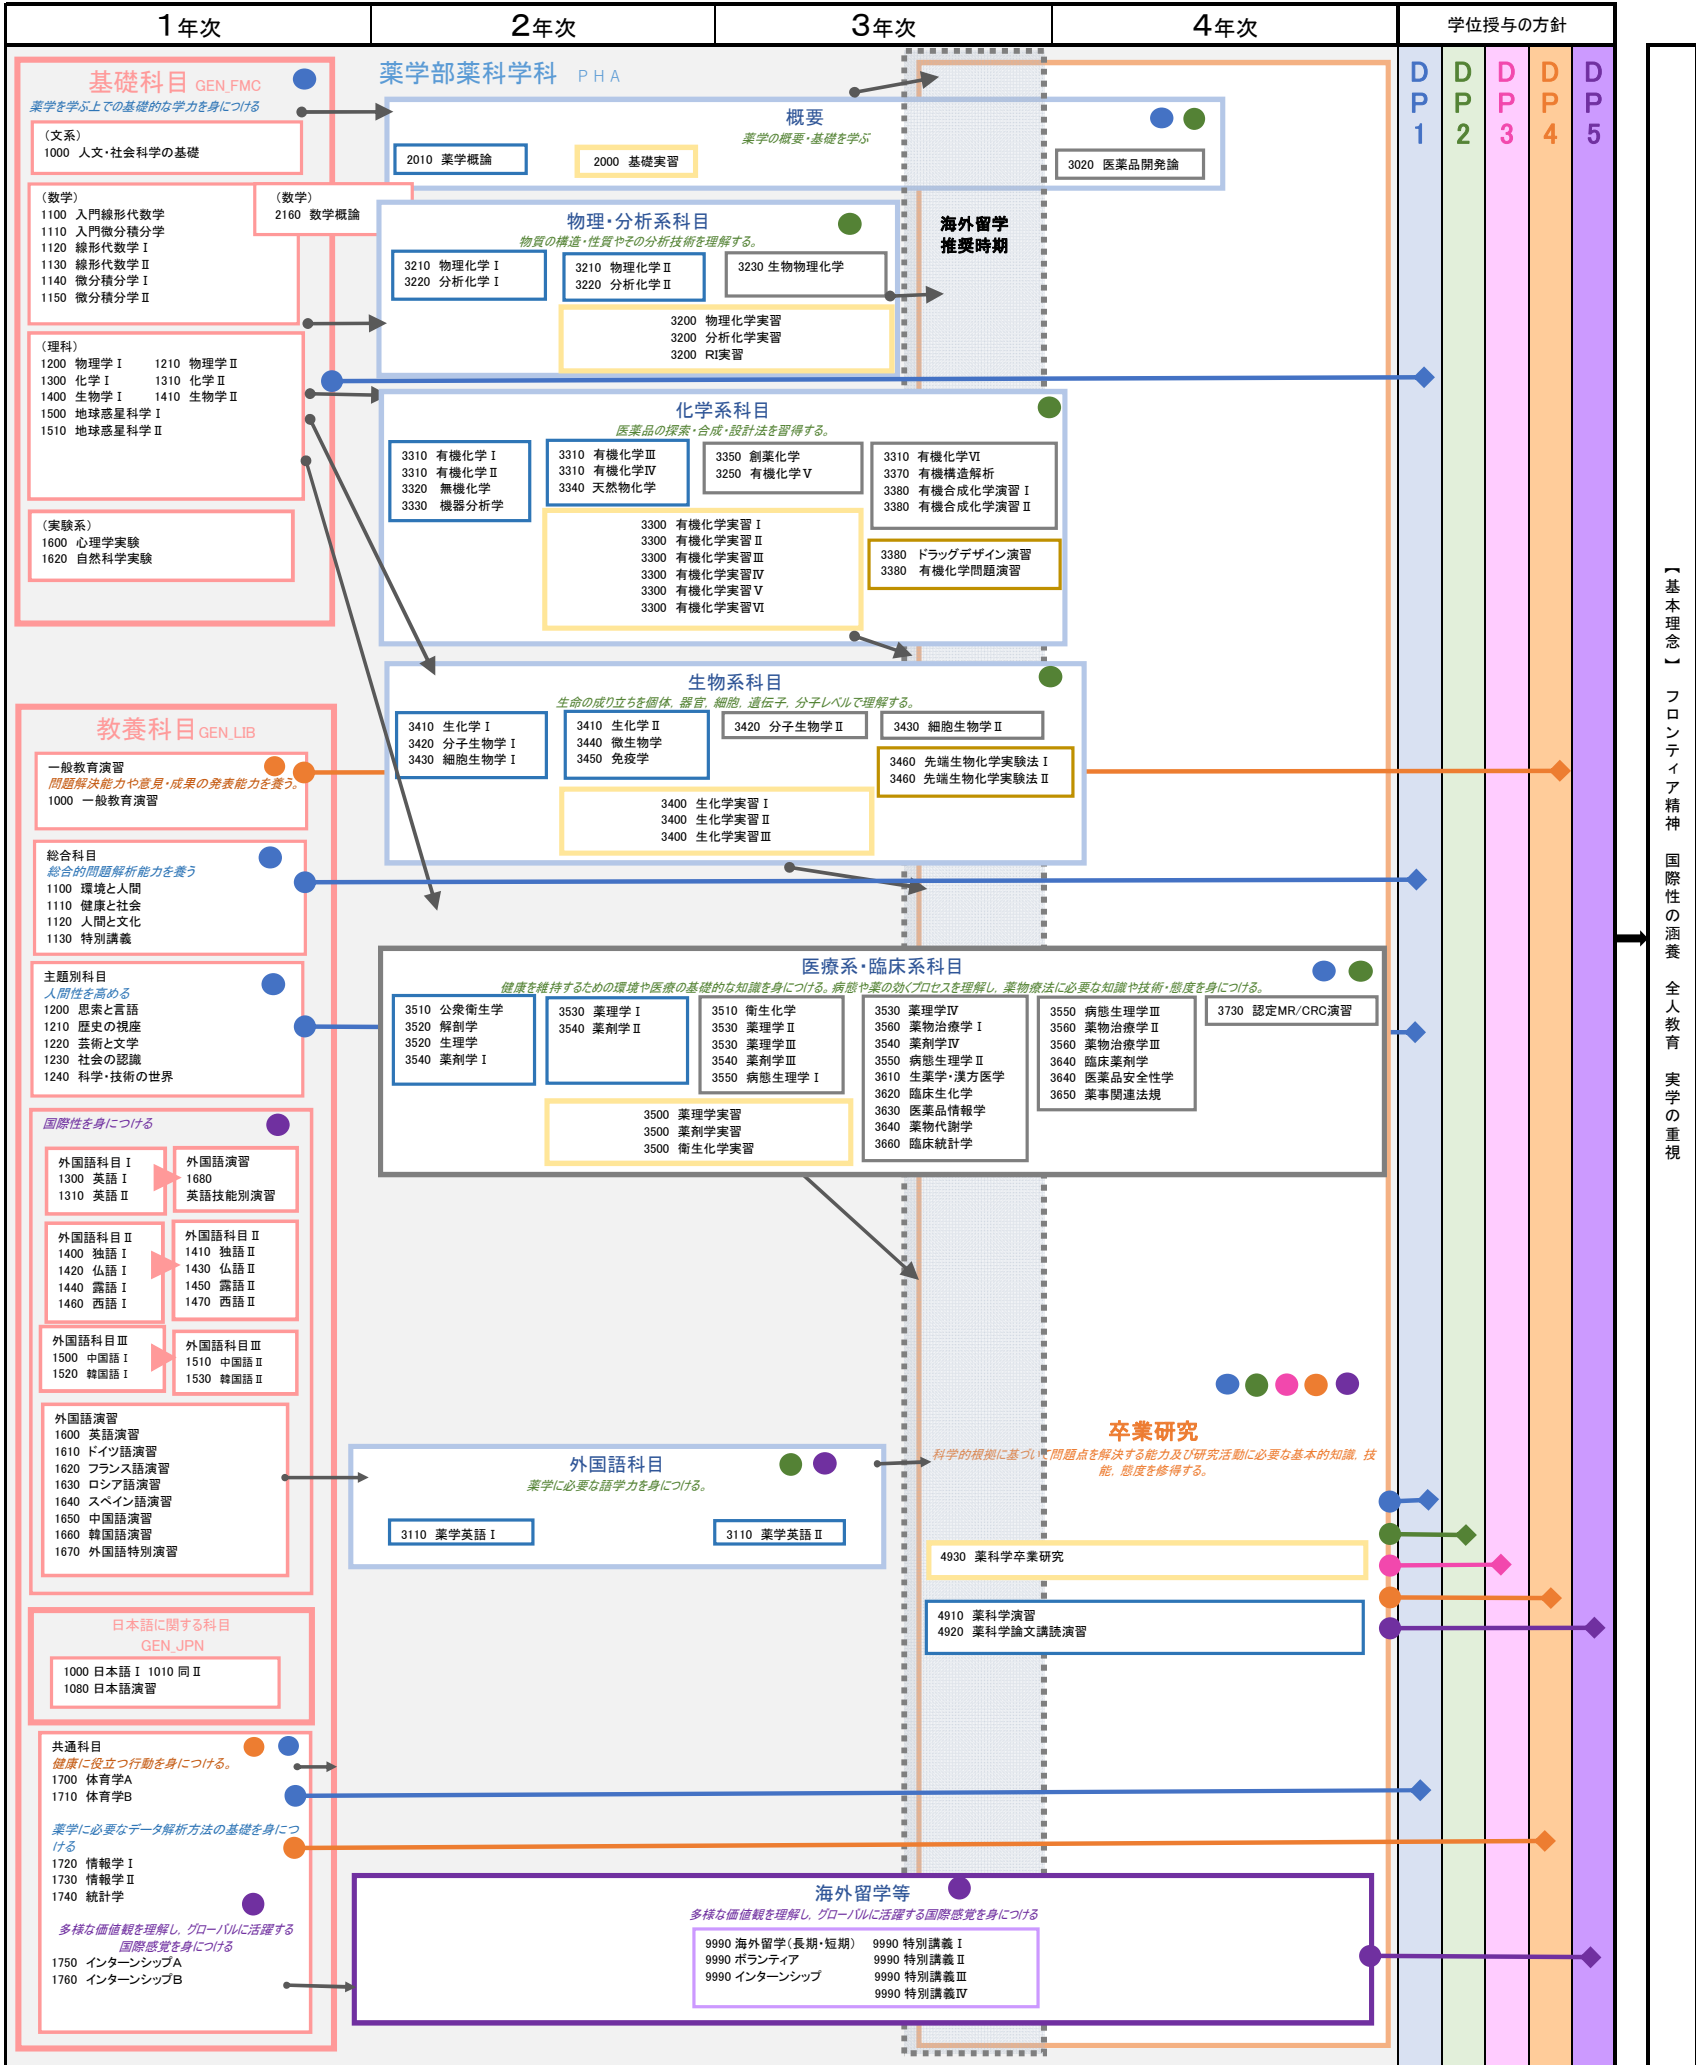 1年次
2年次
3年次
4年次
学位授与の方針
基礎科目 GEN_FMC
薬学を学ぶ上での基礎的な学力を身につける
(文系)
1000 人文・社会科学の基礎
(数学)
1100 入門線形代数学
1110 入門微分積分学
1120 線形代数学Ⅰ
1130 線形代数学Ⅱ
1140 微分積分学Ⅰ
1150 微分積分学Ⅱ
(数学)
2160 数学概論
(理科)
1200 物理学Ⅰ 1210 物理学Ⅱ
1300 化学Ⅰ 1310 化学Ⅱ
1400 生物学Ⅰ 1410 生物学Ⅱ
1500 地球惑星科学Ⅰ
1510 地球惑星科学Ⅱ
(実験系)
1600 心理学実験
1620 自然科学実験
教養科目 GEN_LIB
一般教育演習
問題解決能力や意見・成果の発表能力を養う。
1000 一般教育演習
総合科目
総合的問題解析能力を養う
1100 環境と人間
1110 健康と社会
1120 人間と文化
1130 特別講義
主題別科目
人間性を高める
1200 思索と言語
1210 歴史の視座
1220 芸術と文学
1230 社会の認識
1240 科学・技術の世界
国際性を身につける
外国語科目Ⅰ
1300 英語Ⅰ
1310 英語Ⅱ
外国語演習
1680
英語技能別演習
外国語科目Ⅱ
1400 独語Ⅰ
1420 仏語Ⅰ
1440 露語Ⅰ
1460 西語Ⅰ
外国語科目Ⅱ
1410 独語Ⅱ
1430 仏語Ⅱ
1450 露語Ⅱ
1470 西語Ⅱ
外国語科目Ⅲ
1500 中国語Ⅰ
1520 韓国語Ⅰ
外国語科目Ⅲ
1510 中国語Ⅱ
1530 韓国語Ⅱ
外国語演習
1600 英語演習
1610 ドイツ語演習
1620 フランス語演習
1630 ロシア語演習
1640 スペイン語演習
1650 中国語演習
1660 韓国語演習
1670 外国語特別演習
日本語に関する科目
GEN_JPN
1000 日本語Ⅰ 1010 同Ⅱ
1080 日本語演習
共通科目
健康に役立つ行動を身につける。
1700 体育学A
1710 体育学B
薬学に必要なデータ解析方法の基礎を身につ
ける
1720 情報学Ⅰ
1730 情報学Ⅱ
1740 統計学
多様な価値観を理解し, グローバルに活躍する
国際感覚を身につける
1750 インターンシップA
1760 インターンシップB
薬学部薬科学科 PHA
概要
薬学の概要・基礎を学ぶ
2010 薬学概論
2000 基礎実習
3020 医薬品開発論
物理・分析系科目
物質の構造・性質やその分析技術を理解する。
3210 物理化学Ⅰ
3220 分析化学Ⅰ
3210 物理化学Ⅱ
3220 分析化学Ⅱ
3230 生物物理化学
3200 物理化学実習
3200 分析化学実習
3200 RI実習
海外留学
推奨時期
化学系科目
医薬品の探索・合成・設計法を習得する。
3310 有機化学Ⅰ
3310 有機化学Ⅱ
3320 無機化学
3330 機器分析学
3310 有機化学Ⅲ
3310 有機化学Ⅳ
3340 天然物化学
3350 創薬化学
3250 有機化学Ⅴ
3310 有機化学Ⅵ
3370 有機構造解析
3380 有機合成化学演習Ⅰ
3380 有機合成化学演習Ⅱ
3300 有機化学実習Ⅰ
3300 有機化学実習Ⅱ
3300 有機化学実習Ⅲ
3300 有機化学実習Ⅳ
3300 有機化学実習Ⅴ
3300 有機化学実習Ⅵ
3380 ドラッグデザイン演習
3380 有機化学問題演習
生物系科目
生命の成り立ちを個体, 器官, 細胞, 遺伝子, 分子レベルで理解する。
3410 生化学Ⅰ
3420 分子生物学Ⅰ
3430 細胞生物学Ⅰ
3410 生化学Ⅱ
3440 微生物学
3450 免疫学
3420 分子生物学Ⅱ
3430 細胞生物学Ⅱ
3460 先端生物化学実験法Ⅰ
3460 先端生物化学実験法Ⅱ
3400 生化学実習Ⅰ
3400 生化学実習Ⅱ
3400 生化学実習Ⅲ
医療系・臨床系科目
健康を維持するための環境や医療の基礎的な知識を身につける。病態や薬の効くプロセスを理解し、薬物療法に必要な知識や技術・態度を身につける。
3510 公衆衛生学
3520 解剖学
3520 生理学
3540 薬剤学Ⅰ
3530 薬理学Ⅰ
3540 薬剤学Ⅱ
3510 衛生化学
3530 薬理学Ⅱ
3530 薬理学Ⅲ
3540 薬剤学Ⅲ
3550 病態生理学Ⅰ
3530 薬理学Ⅳ
3560 薬物治療学Ⅰ
3540 薬剤学Ⅳ
3550 病態生理学Ⅱ
3610 生薬学・漢方医学
3620 臨床生化学
3630 医薬品情報学
3640 薬物代謝学
3660 臨床統計学
3550 病態生理学Ⅲ
3560 薬物治療学Ⅱ
3560 薬物治療学Ⅲ
3640 臨床薬剤学
3640 医薬品安全性学
3650 薬事関連法規
3730 認定MR/CRC演習
3500 薬理学実習
3500 薬剤学実習
3500 衛生化学実習
外国語科目
薬学に必要な語学力を身につける。
3110 薬学英語Ⅰ
3110 薬学英語Ⅱ
卒業研究
科学的根拠に基づいて問題点を解決する能力及び研究活動に必要な基本的知識, 技
能, 態度を修得する。
4930 薬科学卒業研究
4910 薬科学演習
4920 薬科学論文講読演習
海外留学等
多様な価値観を理解し, グローバルに活躍する国際感覚を身につける
9990 海外留学(長期・短期) 9990 特別講義Ⅰ
9990 ボランティア 9990 特別講義Ⅱ
9990 インターンシップ 9990 特別講義Ⅲ
9990 特別講義Ⅳ
DP1
DP2
DP3
DP4
DP5
【基本理念】 フロンティア精神 国際性の涵養 全人教育 実学の重視